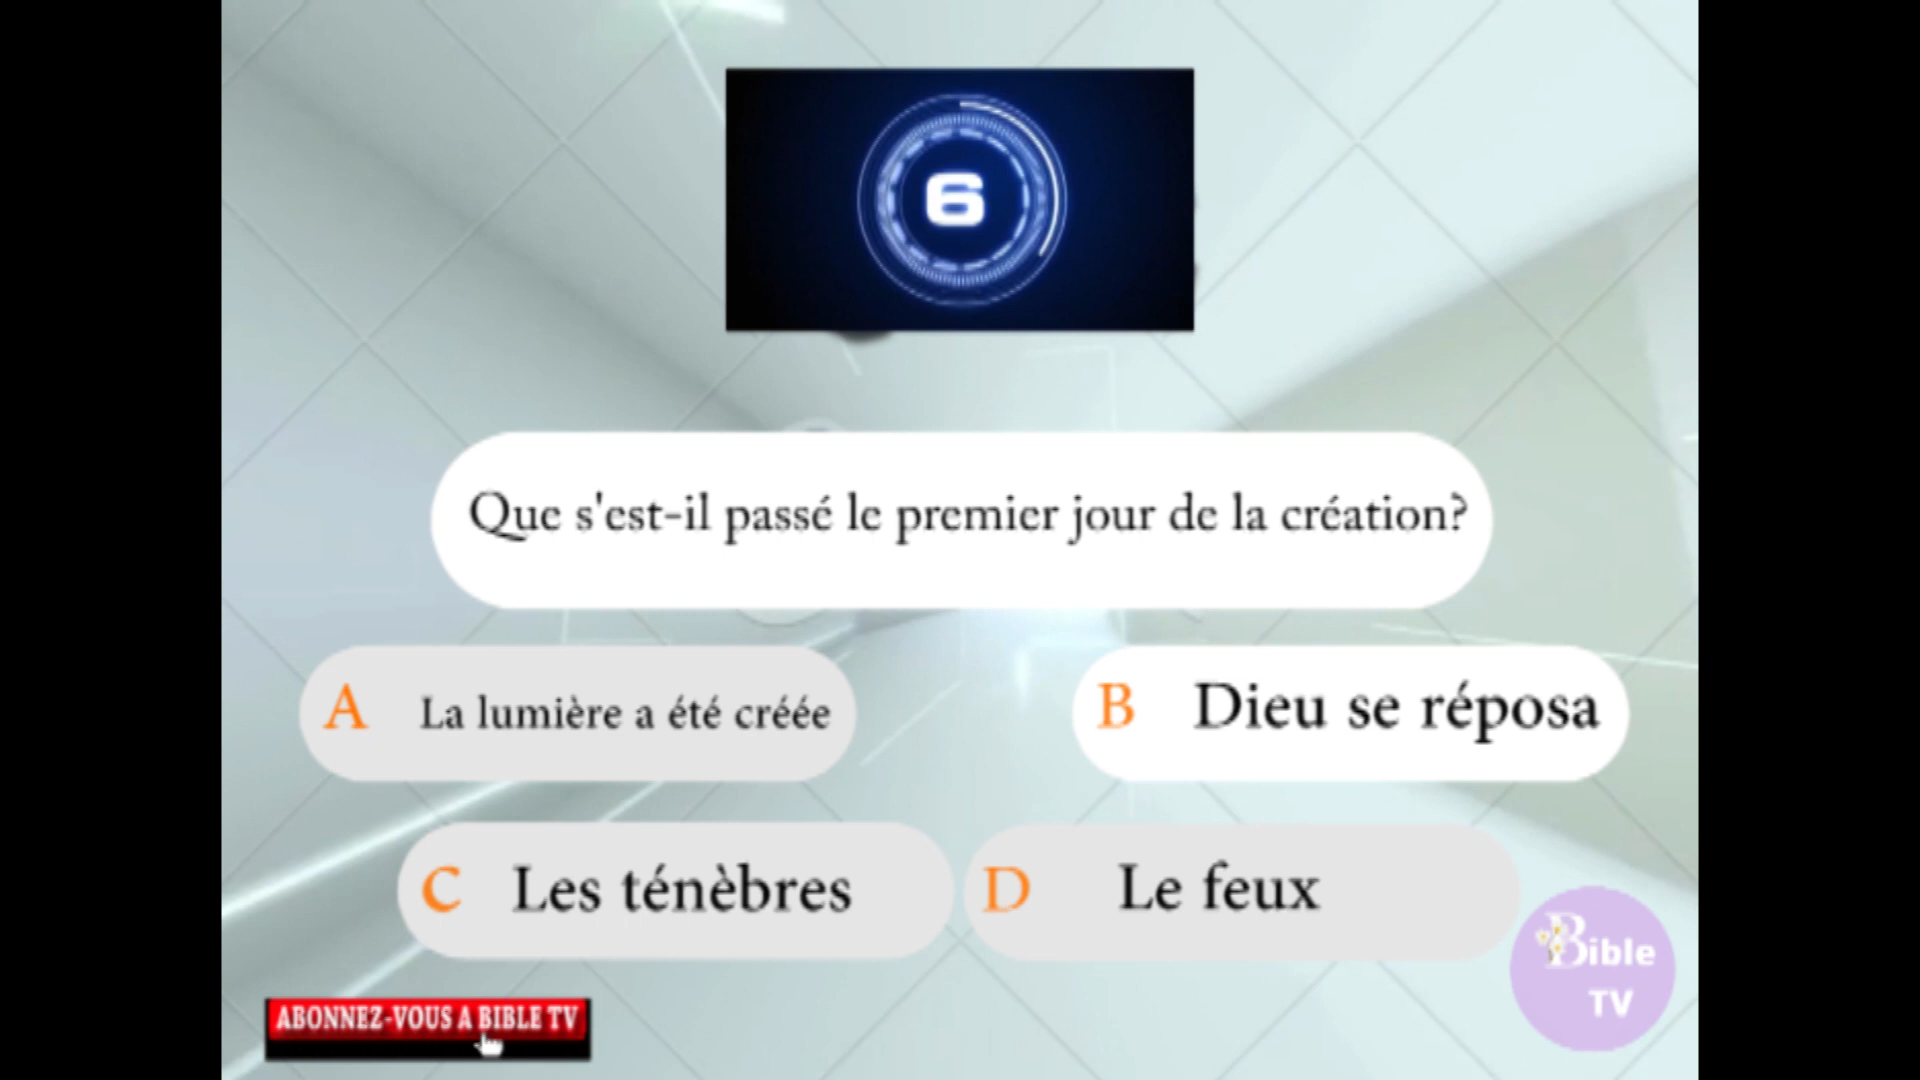 6
Que s'est-il passé le premier jour de la création?
A La lumière a été créée
B Dieu se réposa
C Les ténèbres
D Le feux
Bible
TV
ABONNEZ-VOUS A BIBLE TV